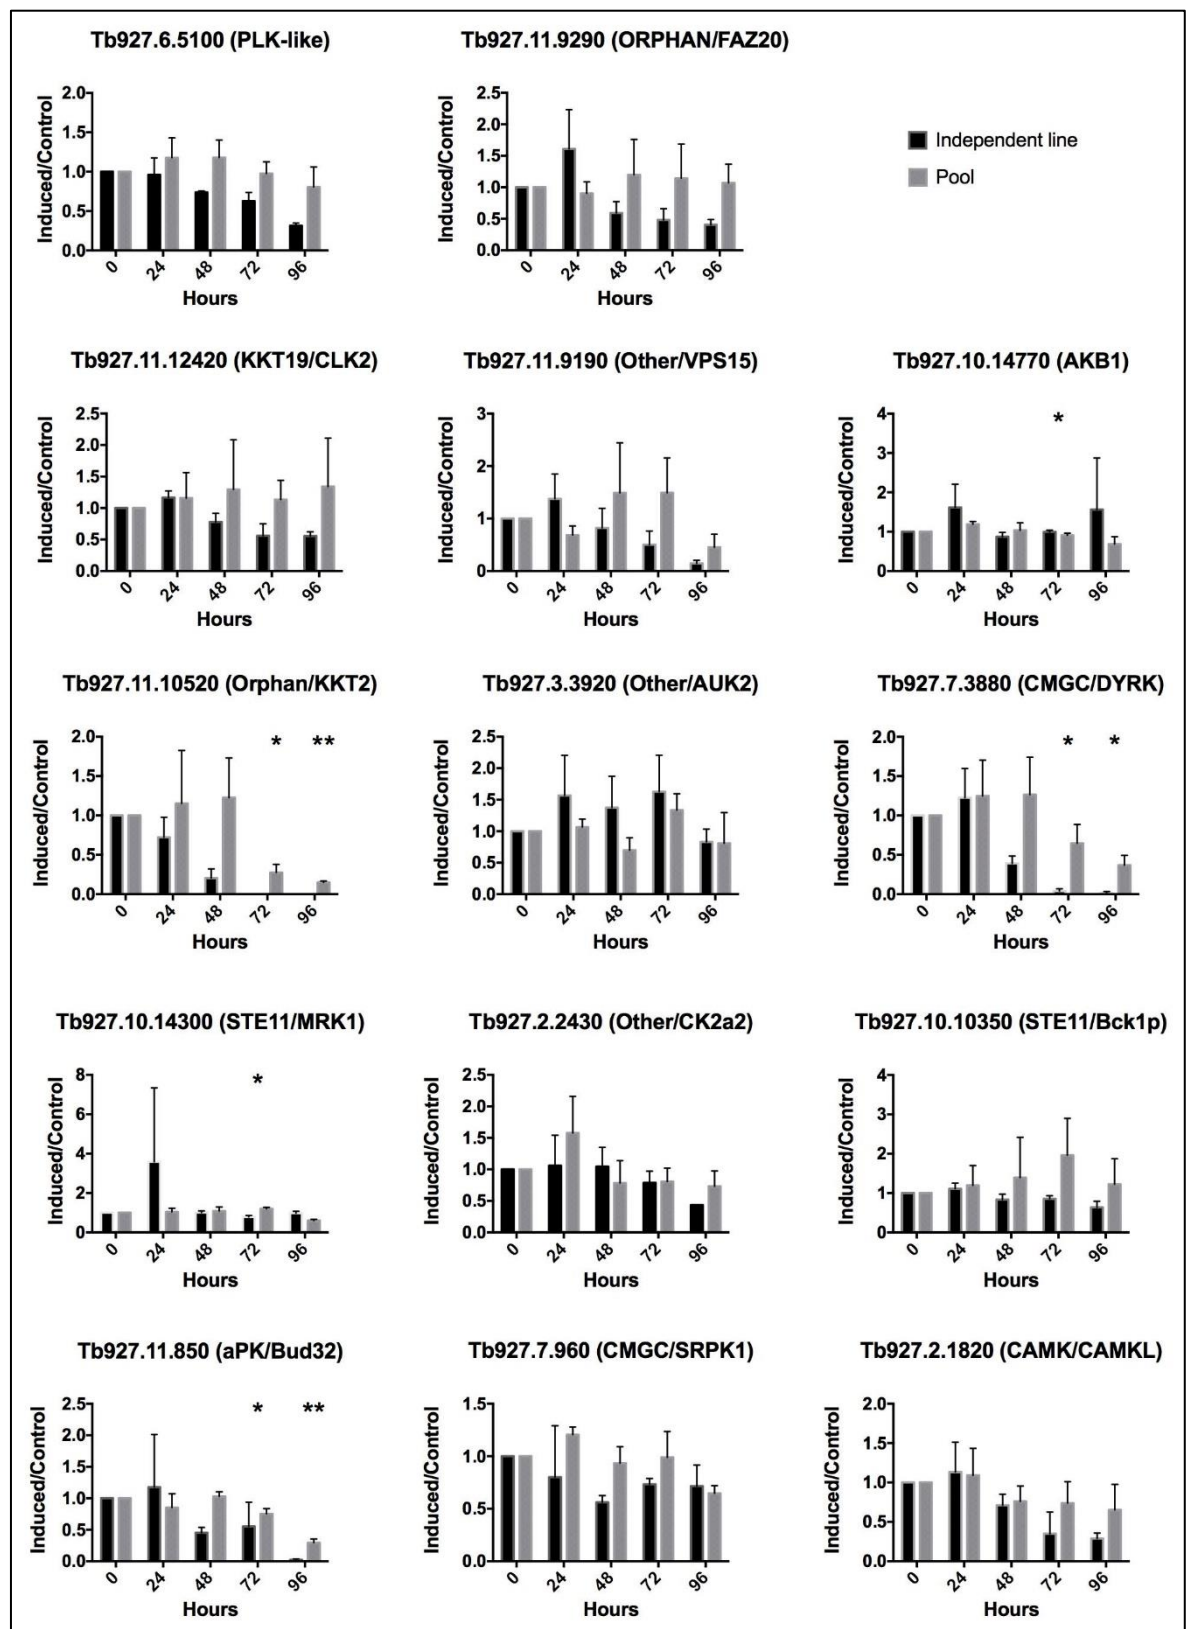 Tb927.6.5100 (PLK-like)
Induced/Control
2.0
1.5
1.0
0.5
0.0
0 24 48 72 96
Hours
Tb927.11.9290 (ORPHAN/FAZ20)
Induced/Control
2.5
2.0
1.5
1.0
0.5
0.0
0 24 48 72 96
Hours
Independent line
Pool
Tb927.11.12420 (KKT19/CLK2)
Induced/Control
2.5
2.0
1.5
1.0
0.5
0.0
0 24 48 72 96
Hours
Tb927.11.9190 (Other/VPS15)
Induced/Control
3
2
1
0
0 24 48 72 96
Hours
Tb927.10.14770 (AKB1)
Induced/Control
4
3
2
1
0
*
0 24 48 72 96
Hours
Tb927.11.10520 (Orphan/KKT2)
Induced/Control
2.0
1.5
1.0
0.5
0.0
* **
0 24 48 72 96
Hours
Tb927.3.3920 (Other/AUK2)
Induced/Control
2.5
2.0
1.5
1.0
0.5
0.0
0 24 48 72 96
Hours
Tb927.7.3880 (CMGC/DYRK)
Induced/Control
2.0
1.5
1.0
0.5
0.0
* *
0 24 48 72 96
Hours
Tb927.10.14300 (STE11/MRK1)
Induced/Control
8
6
4
2
0
*
0 24 48 72 96
Hours
Tb927.2.2430 (Other/CK2a2)
Induced/Control
2.5
2.0
1.5
1.0
0.5
0.0
0 24 48 72 96
Hours
Tb927.10.10350 (STE11/Bck1p)
Induced/Control
4
3
2
1
0
0 24 48 72 96
Hours
Tb927.11.850 (aPK/Bud32)
Induced/Control
2.5
2.0
1.5
1.0
0.5
0.0
* **
0 24 48 72 96
Hours
Tb927.7.960 (CMGC/SRPK1)
Induced/Control
1.5
1.0
0.5
0.0
0 24 48 72 96
Hours
Tb927.2.1820 (CAMK/CAMKL)
Induced/Control
2.0
1.5
1.0
0.5
0.0
0 24 48 72 96
Hours